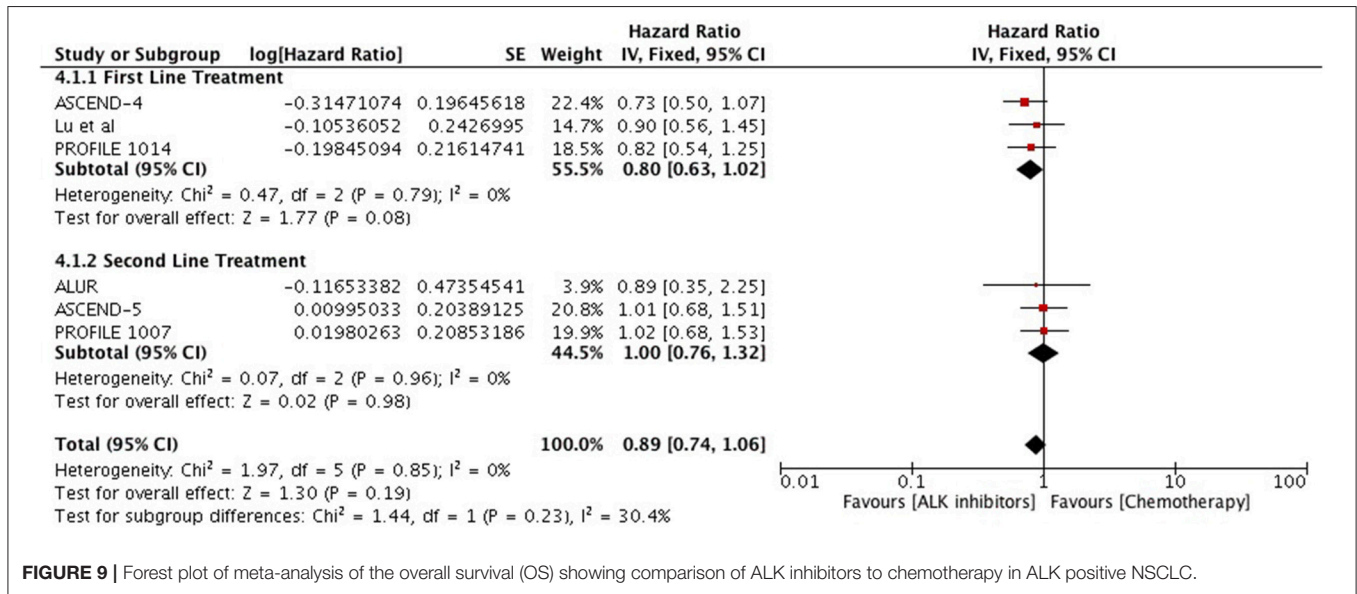 Hazard Ratio Hazard Ratio
Study or Subgroup log[Hazard Ratio] SE Weight IV, Fixed, 95% CI IV, Fixed, 95% CI
4.1.1 First Line Treatment
ASCEND-4 -0.31471074 0.19645618 22.4% 0.73 [0.50, 1.07]
Lu et al -0.10536052 0.2426995 14.7% 0.90 [0.56, 1.45]
PROFILE 1014 -0.19845094 0.21614741 18.5% 0.82 [0.54, 1.25]
Subtotal (95% CI) 55.5% 0.80 [0.63, 1.02]
Heterogeneity: Chi² = 0.47, df = 2 (P = 0.79); I² = 0%
Test for overall effect: Z = 1.77 (P = 0.08)
4.1.2 Second Line Treatment
ALUR -0.11653382 0.47354541 3.9% 0.89 [0.35, 2.25]
ASCEND-5 0.00995033 0.20389125 20.8% 1.01 [0.68, 1.51]
PROFILE 1007 0.01980263 0.20853186 19.9% 1.02 [0.68, 1.53]
Subtotal (95% CI) 44.5% 1.00 [0.76, 1.32]
Heterogeneity: Chi² = 0.07, df = 2 (P = 0.96); I² = 0%
Test for overall effect: Z = 0.02 (P = 0.98)
Total (95% CI) 100.0% 0.89 [0.74, 1.06]
Heterogeneity: Chi² = 1.97, df = 5 (P = 0.85); I² = 0%
Test for overall effect: Z = 1.30 (P = 0.19)
Test for subgroup differences: Chi² = 1.44, df = 1 (P = 0.23), I² = 30.4%
0.01 0.1 1 10 100
Favours [ALK inhibitors] Favours [Chemotherapy]
FIGURE 9 | Forest plot of meta-analysis of the overall survival (OS) showing comparison of ALK inhibitors to chemotherapy in ALK positive NSCLC.